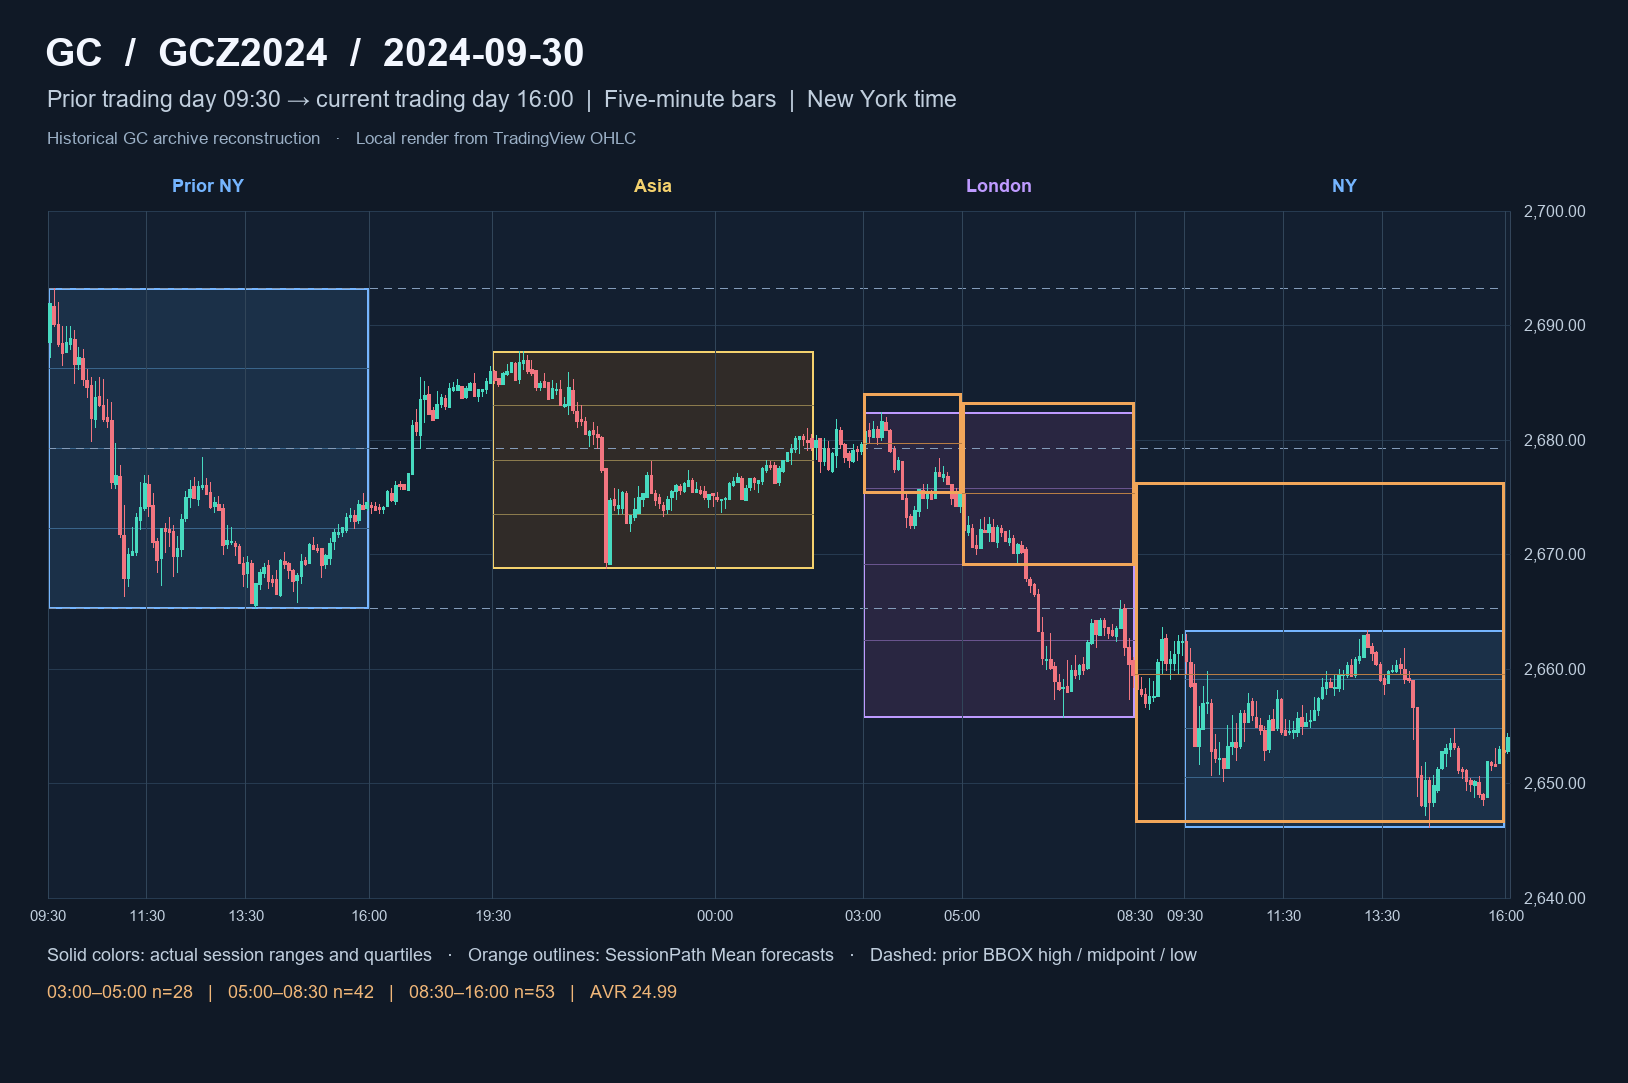 GC / GCZ2024 / 2024-09-30
Prior trading day 09:30 → current trading day 16:00 | Five-minute bars | New York time
Historical GC archive reconstruction · Local render from TradingView OHLC
Prior NY Asia London NY
2,700.00
2,690.00
2,680.00
2,670.00
2,660.00
2,650.00
2,640.00
09:30 11:30 13:30 16:00 19:30 00:00 03:00 05:00 08:30 09:30 11:30 13:30 16:00
Solid colors: actual session ranges and quartiles · Orange outlines: SessionPath Mean forecasts · Dashed: prior BBOX high / midpoint / low
03:00–05:00 n=28 | 05:00–08:30 n=42 | 08:30–16:00 n=53 | AVR 24.99